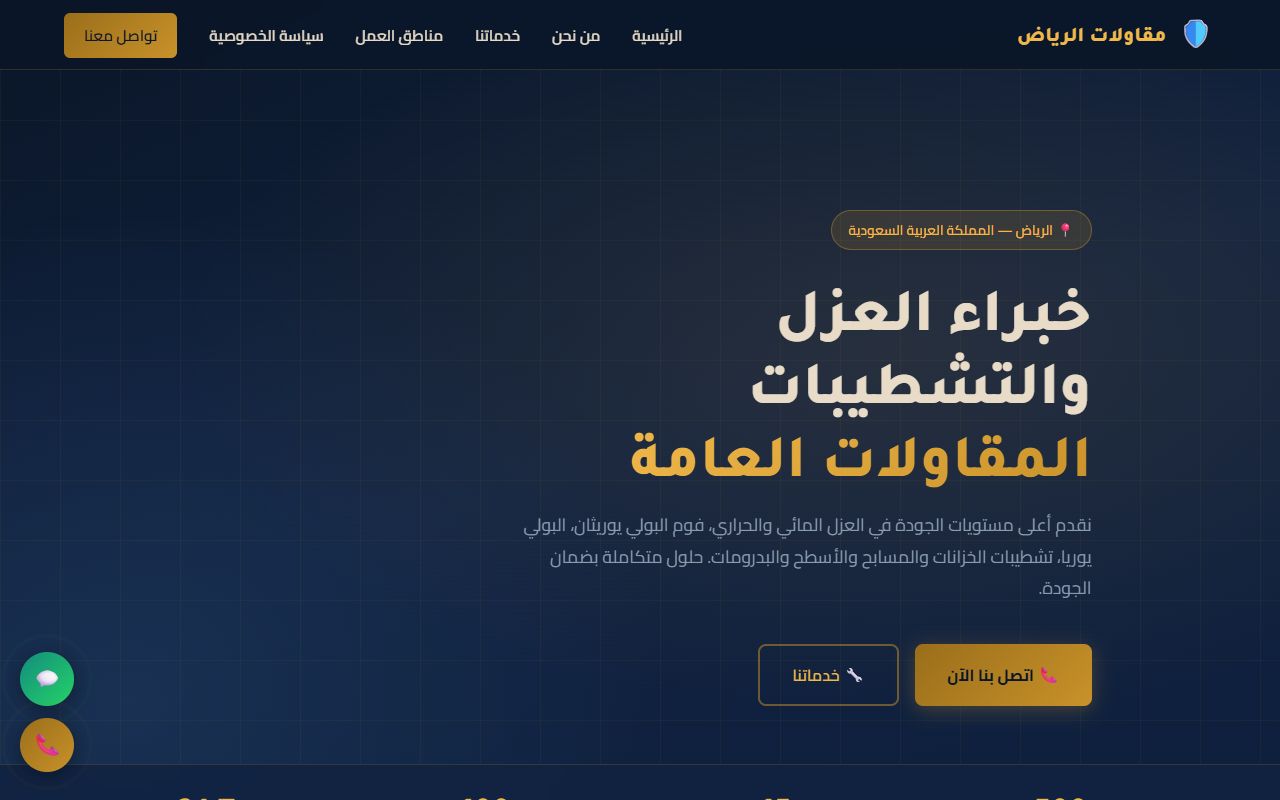 مقاولات الرياض
الرئيسية
من نحن
خدماتنا
مناطق العمل
سياسة الخصوصية
تواصل معنا
الرياض — المملكة العربية السعودية
خبراء العزل
والتشطيبات
المقاولات العامة
نقدم أعلى مستويات الجودة في العزل المائي والحراري، فوم البولي يوريثان، البولي
يوريا، تشطيبات الخزانات والمسابح والأسطح والبدرومات. حلول متكاملة بضمان
الجودة.
اتصل بنا الآن
خدماتنا